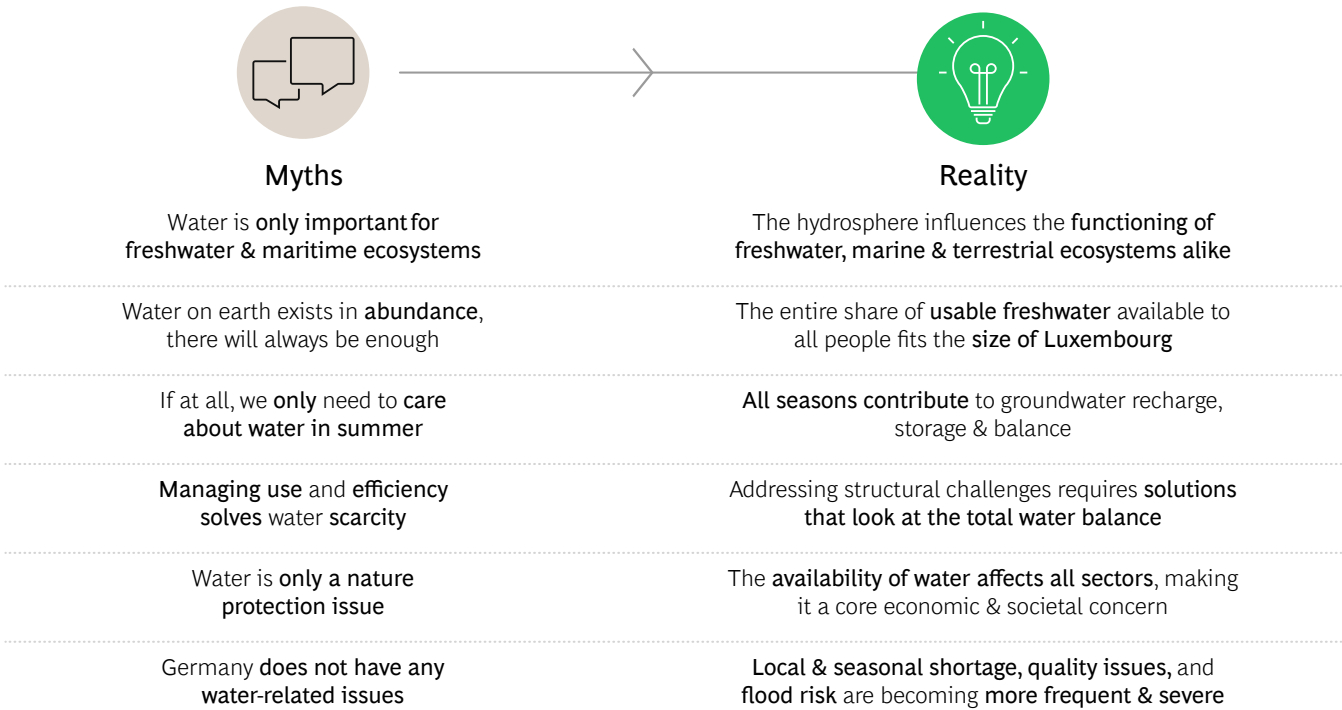 Myths
Reality
Water is only important for
freshwater & maritime ecosystems
The hydrosphere influences the functioning of
freshwater, marine & terrestrial ecosystems alike
Water on earth exists in abundance,
there will always be enough
The entire share of usable freshwater available to
all people fits the size of Luxembourg
If at all, we only need to care
about water in summer
All seasons contribute to groundwater recharge,
storage & balance
Managing use and efficiency
solves water scarcity
Addressing structural challenges requires solutions
that look at the total water balance
Water is only a nature
protection issue
The availability of water affects all sectors, making
it a core economic & societal concern
Germany does not have any
water-related issues
Local & seasonal shortage, quality issues, and
flood risk are becoming more frequent & severe